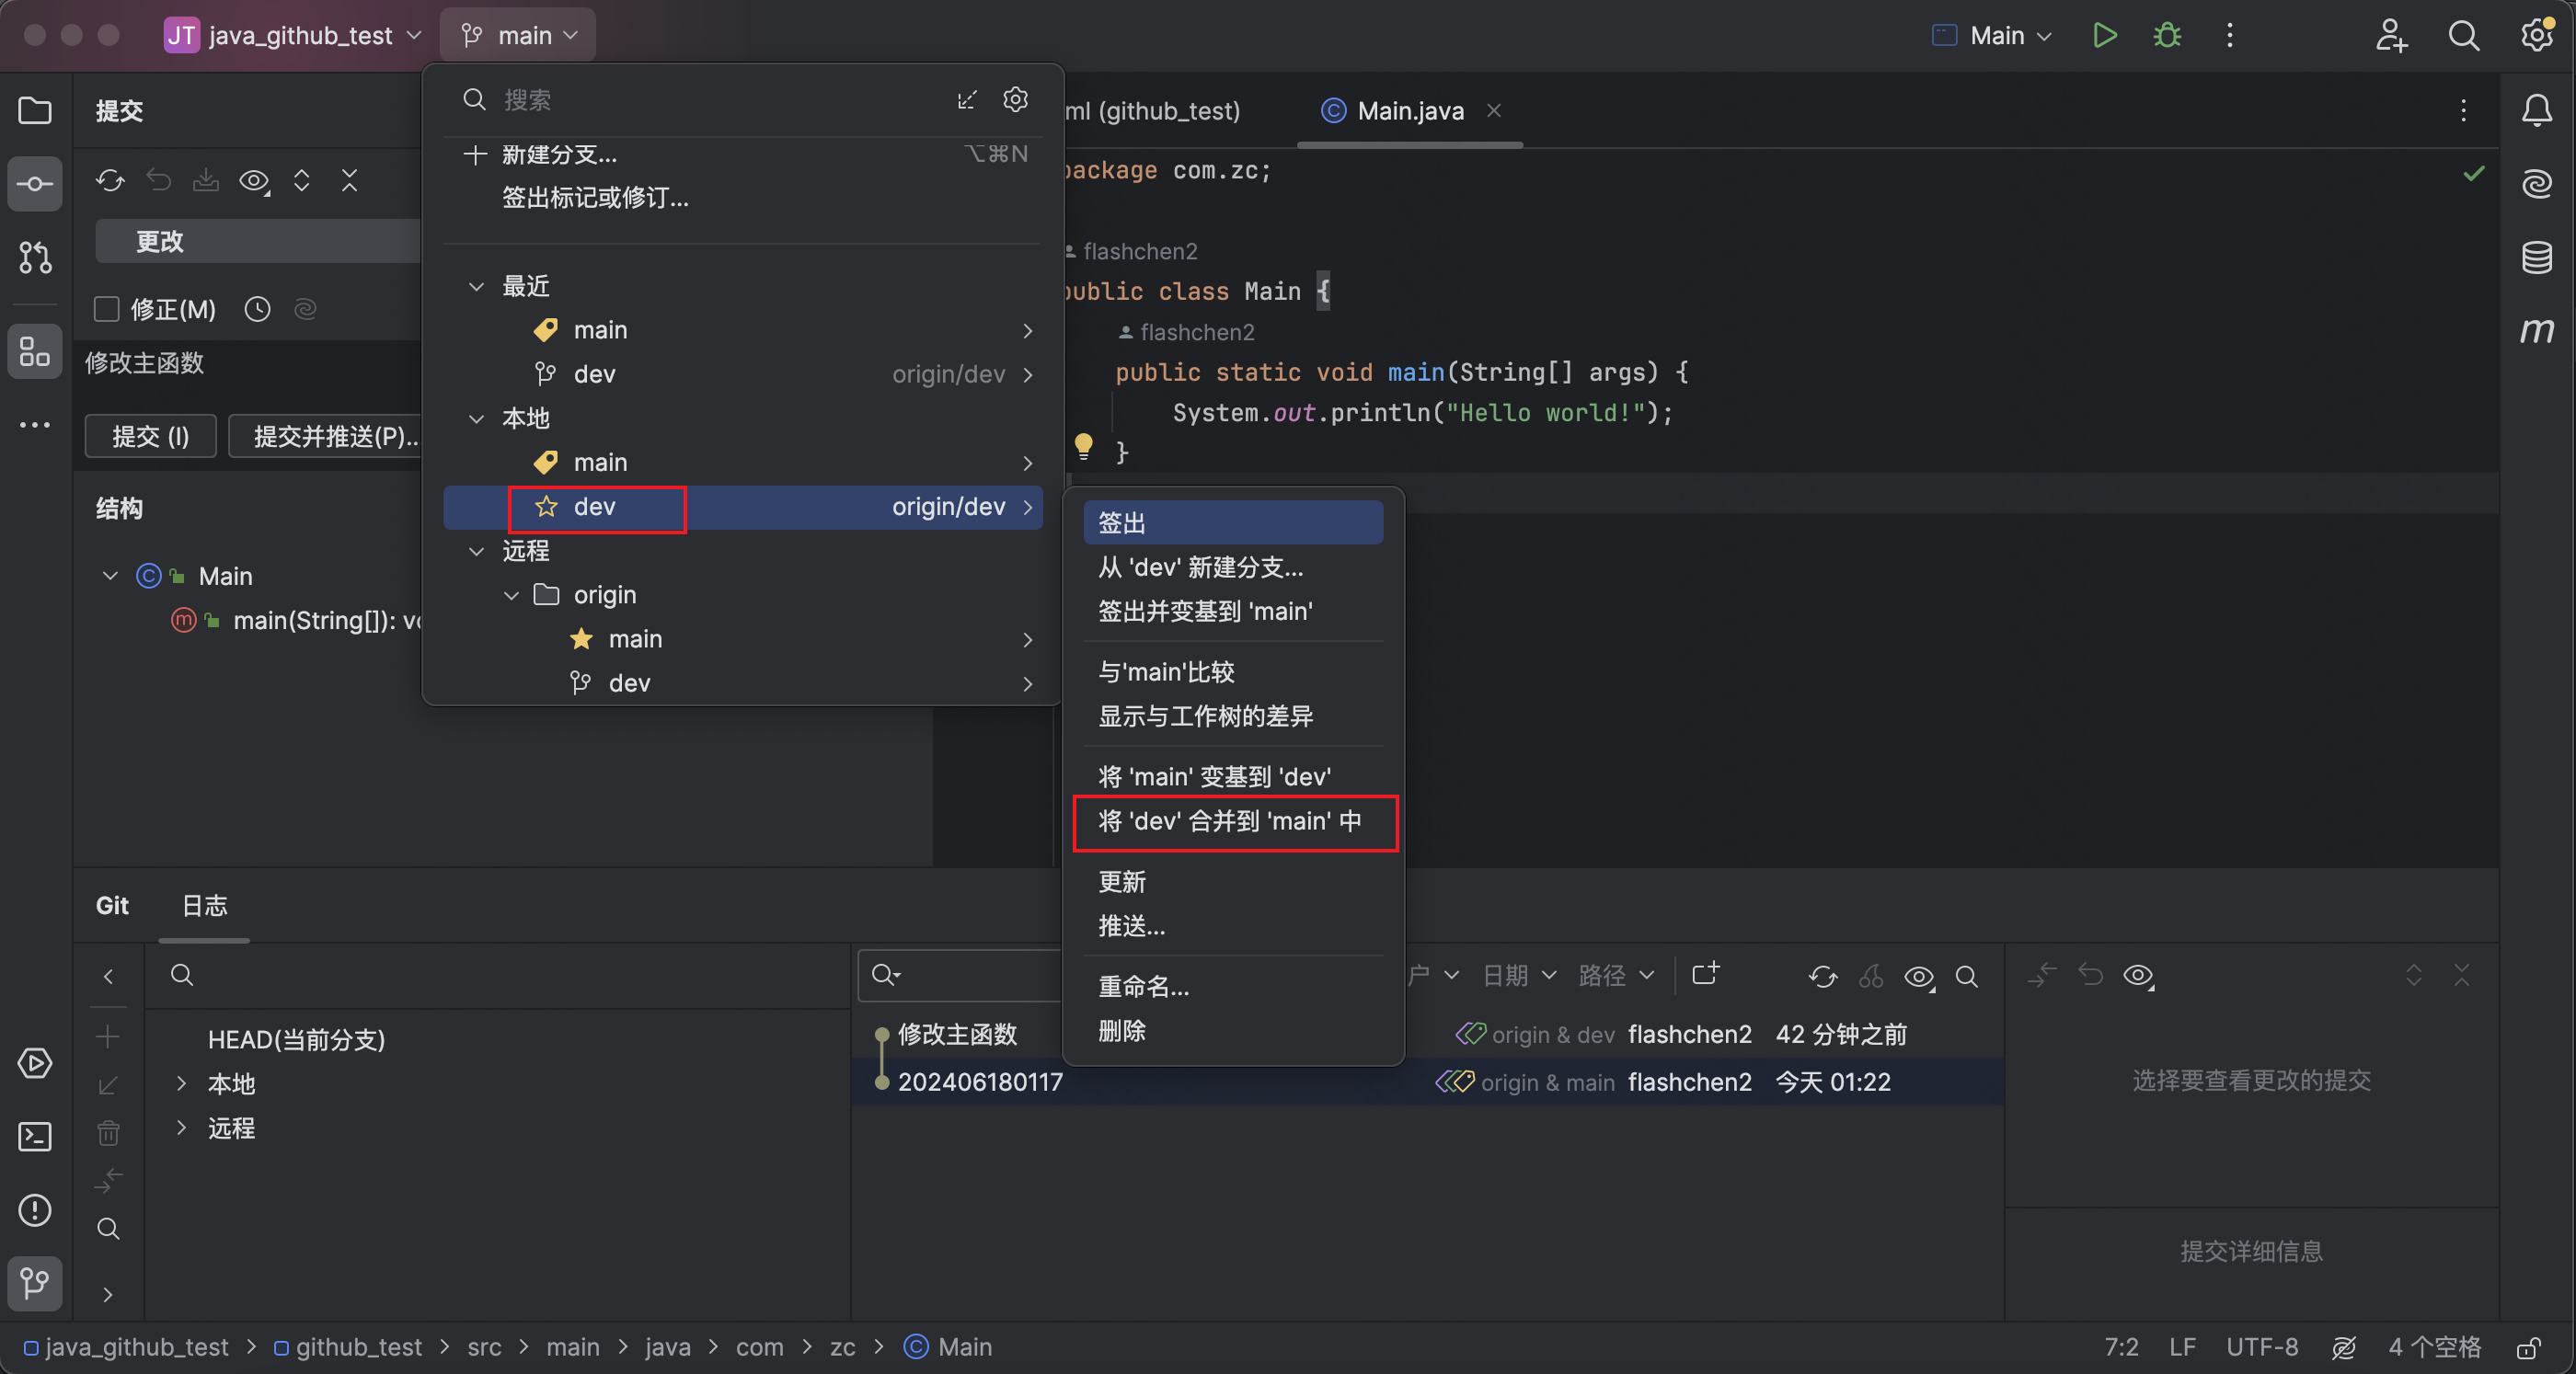 JT java_github_test main Main
提交
更改
修正(M)
修改主函数
提交 (I) 提交并推送(P)...
结构
Main
main(String[]): vo
搜索
新建分支... ⌥⌘N
签出标记或修订...
最近
main
dev origin/dev
本地
main
dev origin/dev
远程
origin
main
dev
ml (github_test) Main.java
package com.zc;
flashchen2
public class Main {
flashchen2
public static void main(String[] args) {
System.out.println("Hello world!");
}
签出
从 'dev' 新建分支...
签出并变基到 'main'
与'main'比较
显示与工作树的差异
将 'main' 变基到 'dev'
将 'dev' 合并到 'main' 中
更新
推送...
重命名...
删除
m
Git 日志
户 日期 路径
HEAD(当前分支)
本地
远程
修改主函数 origin & dev flashchen2 42 分钟之前
202406180117 origin & main flashchen2 今天 01:22
选择要查看更改的提交
提交详细信息
java_github_test > github_test > src > main > java > com > zc > Main 7:2 LF UTF-8 4 个空格